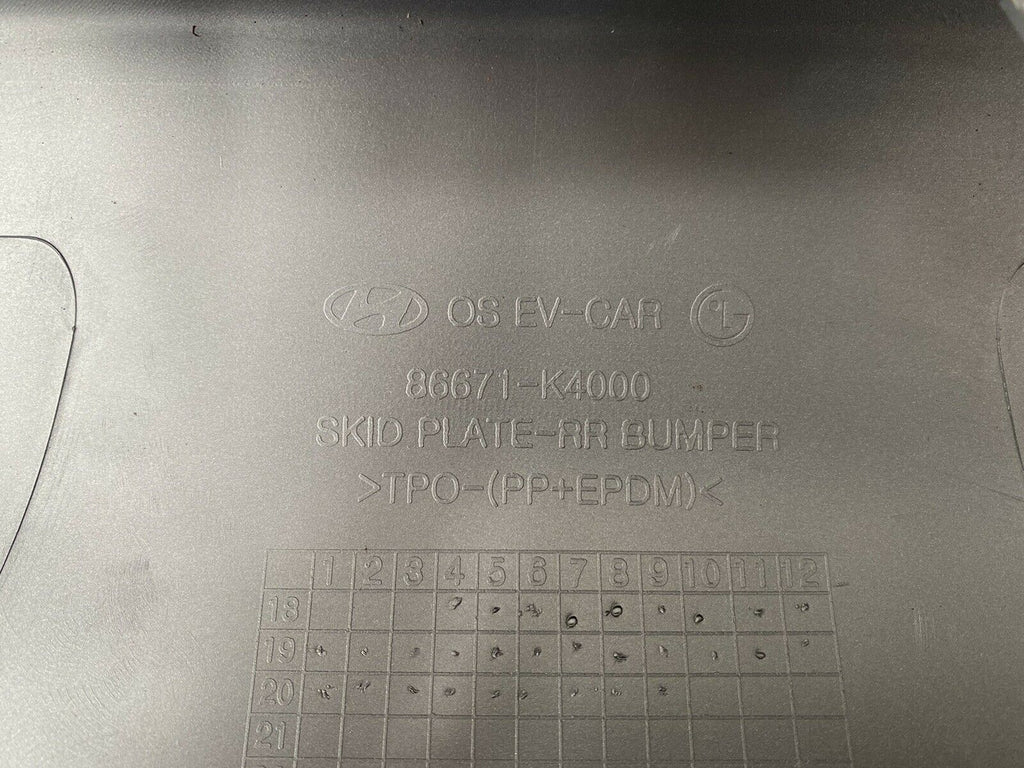 OS EV-CAR
86671-K4000
SKID PLATE-RR BUMPER
>TPO-(PP+EPDM)<
1 2 3 4 5 6 7 8 9 10 11 12
18
19
20
21